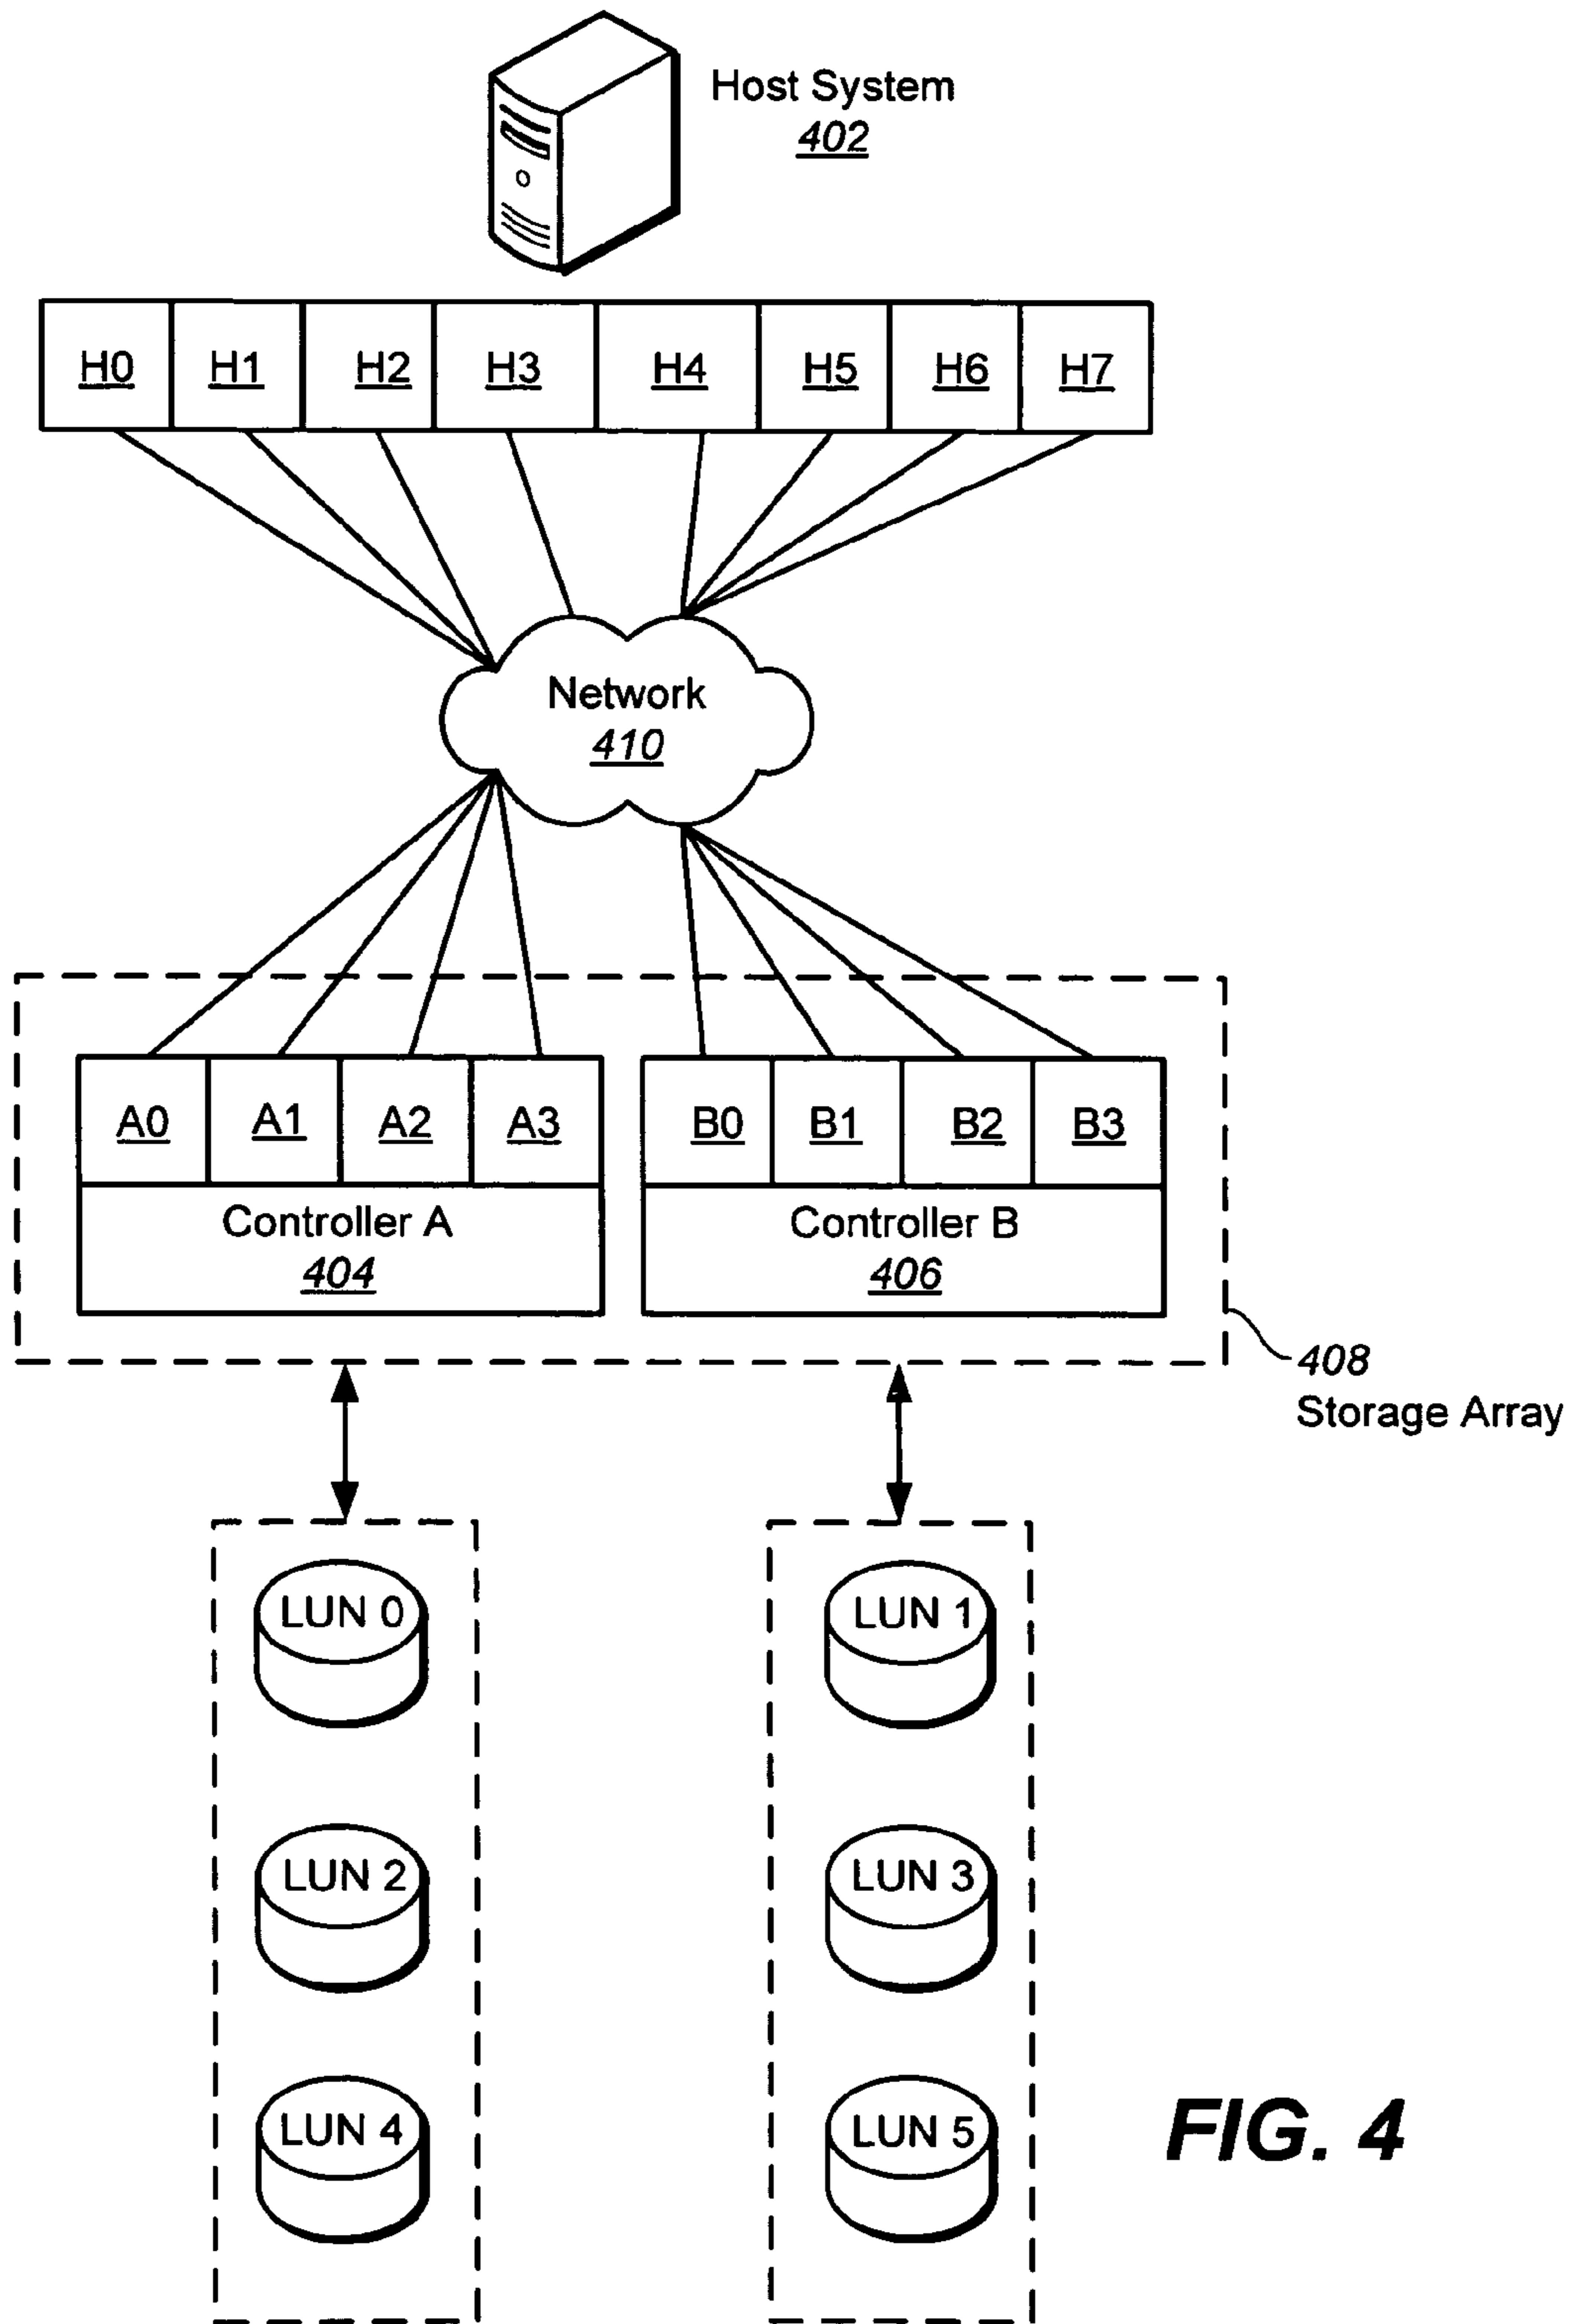 Host System
402
H0 H1 H2 H3 H4 H5 H6 H7
Network
410
A0 A1 A2 A3 B0 B1 B2 B3
Controller A
404
Controller B
406
408
Storage Array
LUN 0
LUN 1
LUN 2
LUN 3
LUN 4
LUN 5
FIG. 4